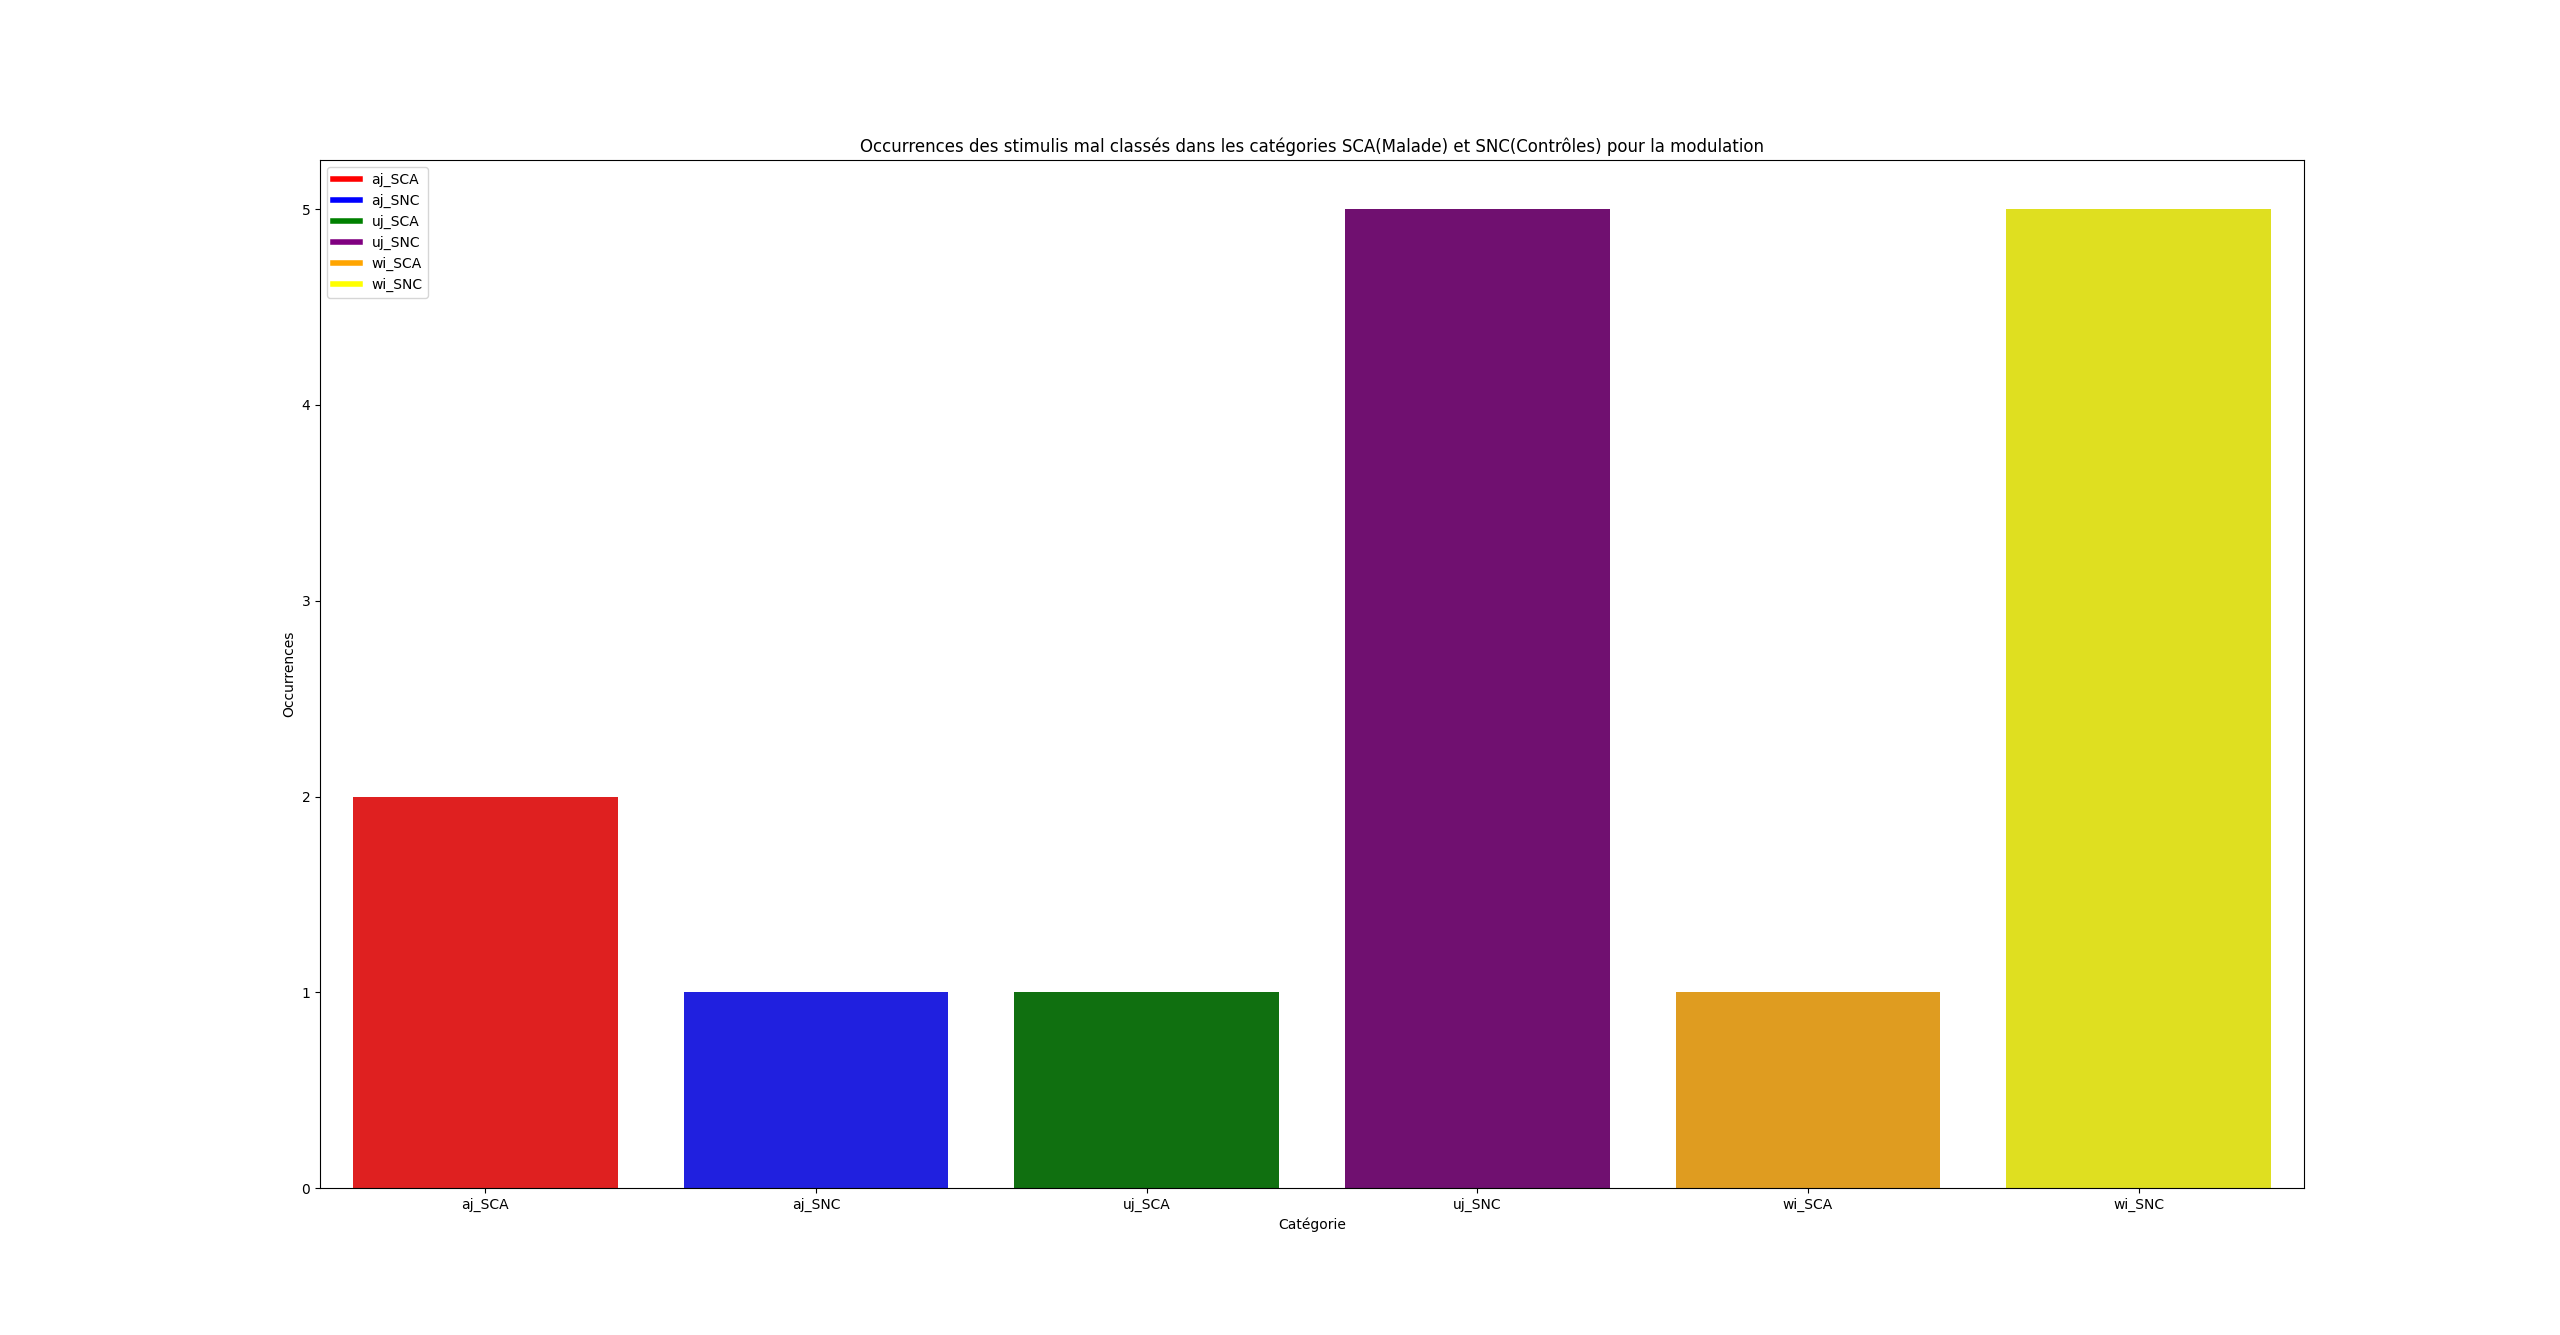 Occurrences des stimulis mal classés dans les catégories SCA(Malade) et SNC(Contrôles) pour la modulation
aj_SCA
aj_SNC
uj_SCA
uj_SNC
wi_SCA
wi_SNC
5
4
3
2
1
0
Occurrences
aj_SCA aj_SNC uj_SCA uj_SNC wi_SCA wi_SNC
Catégorie